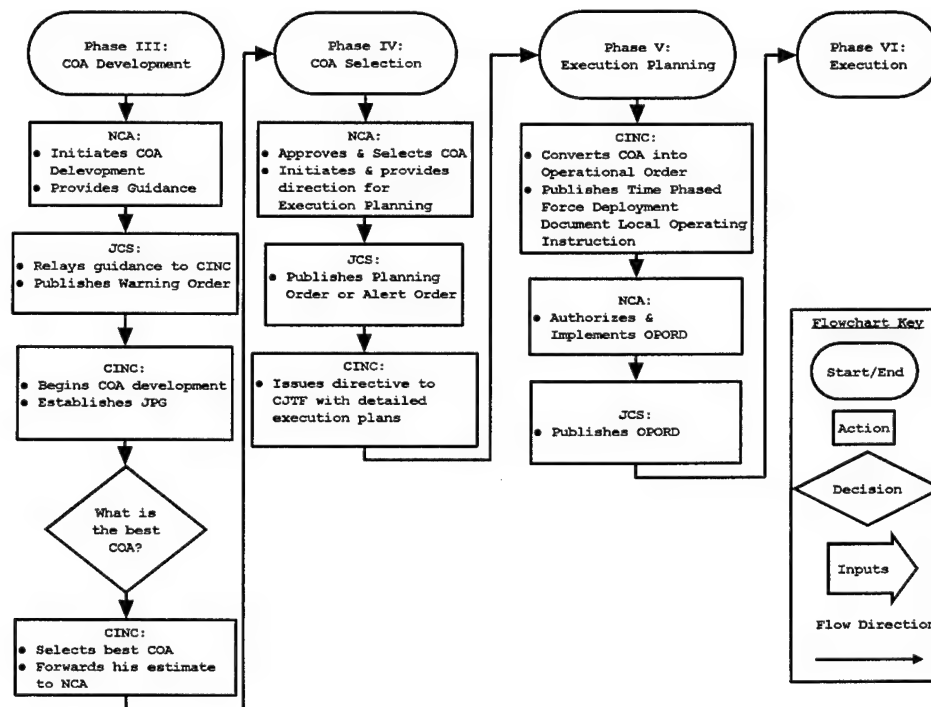 Phase III:
COA Development
NCA:
● Initiates COA
Delevopment
● Provides Guidance
JCS:
● Relays guidance to CINC
● Publishes Warning Order
CINC:
● Begins COA development
● Establishes JPG
What is
the best
COA?
CINC:
● Selects best COA
● Forwards his estimate
to NCA
Phase IV:
COA Selection
NCA:
● Approves & Selects COA
● Initiates & provides
direction for
Execution Planning
JCS:
● Publishes Planning
Order or Alert Order
CINC:
● Issues directive to
CJTF with detailed
execution plans
Phase V:
Execution Planning
CINC:
● Converts COA into
Operational Order
● Publishes Time Phased
Force Deployment
Document Local Operating
Instruction
NCA:
● Authorizes &
Implements OPORD
JCS:
● Publishes OPORD
Phase VI:
Execution
Flowchart Key
Start/End
Action
Decision
Inputs
Flow Direction